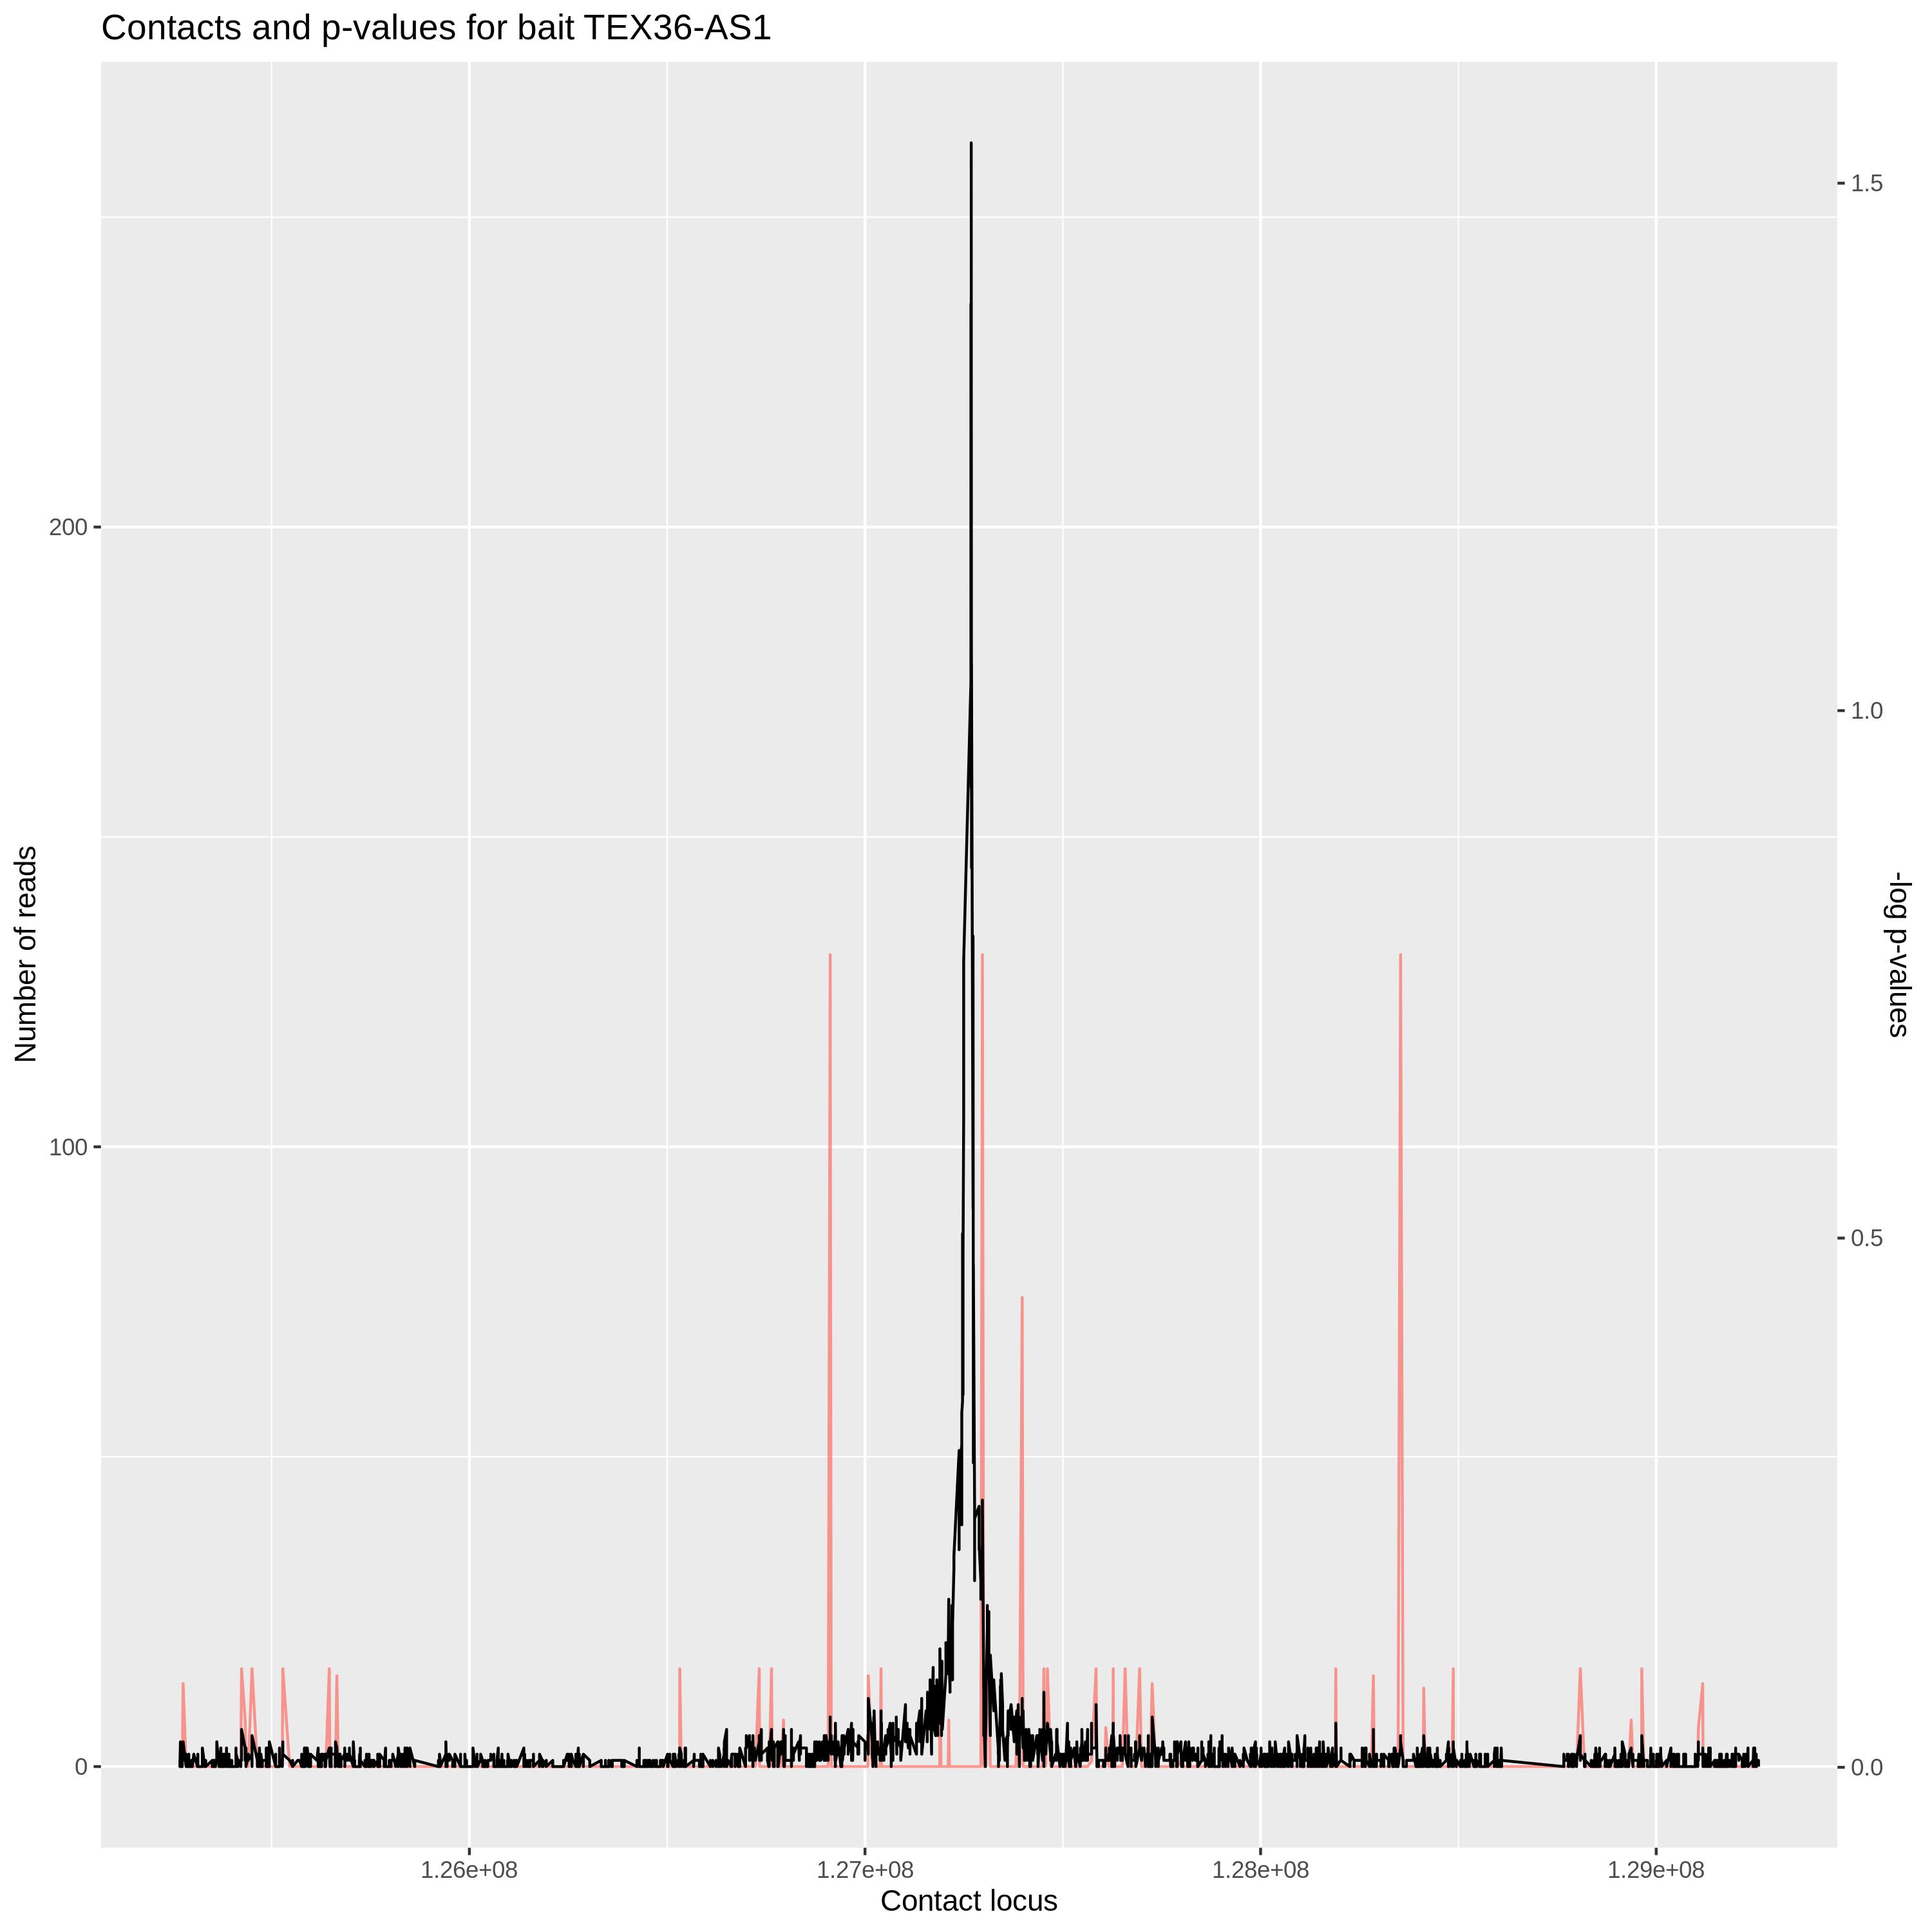 Contacts and p-values for bait TEX36-AS1
1.5
200
1.0
Number of reads
-log p-values
100
0.5
0
0.0
1.26e+08
1.27e+08
1.28e+08
1.29e+08
Contact locus